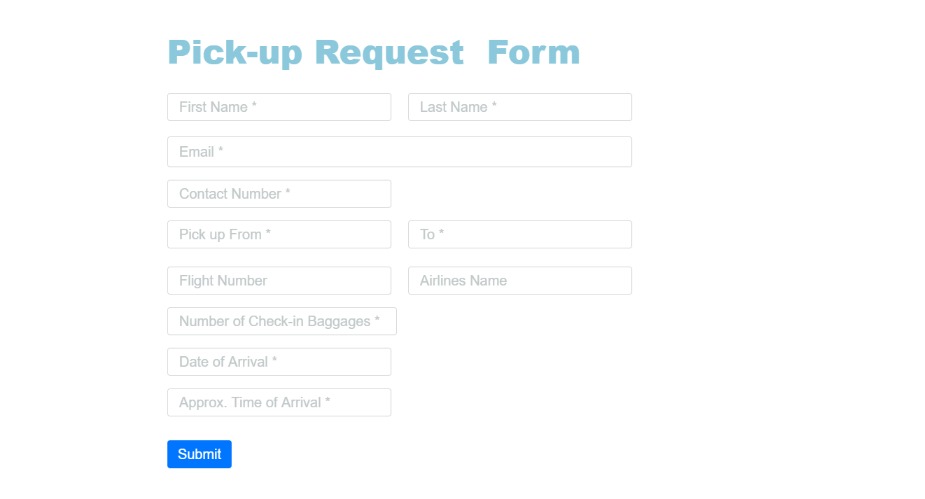 Pick-up Request Form
First Name * Last Name *
Email *
Contact Number *
Pick up From * To *
Flight Number Airlines Name
Number of Check-in Baggages *
Date of Arrival *
Approx. Time of Arrival *
Submit